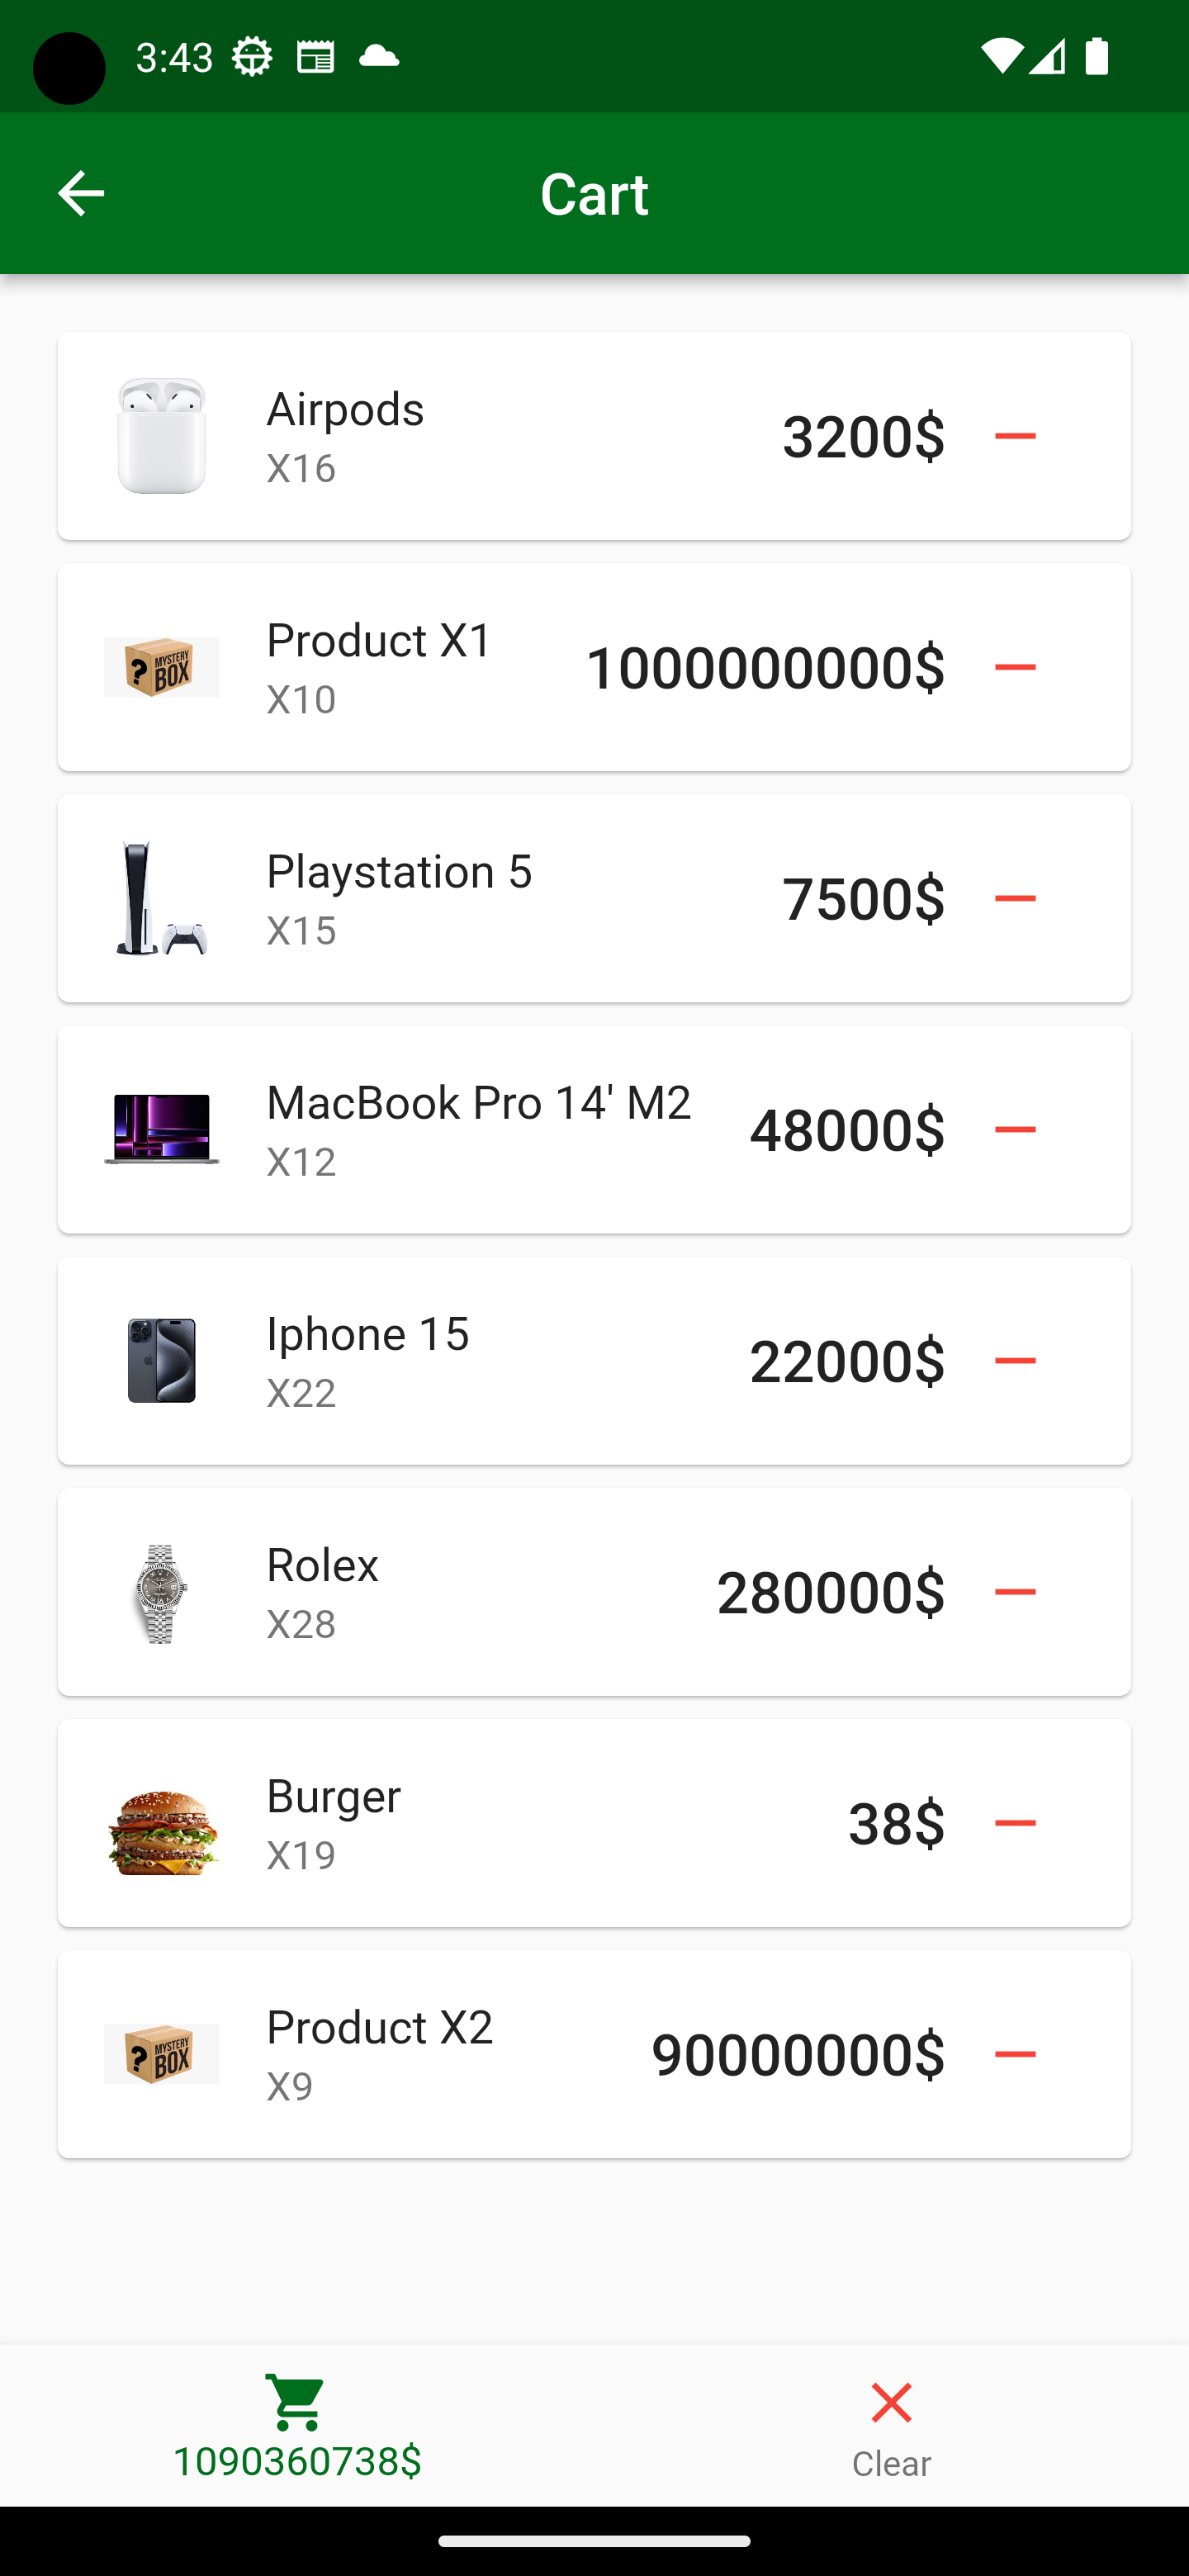 3:43
Cart
Airpods
X16
3200$
Product X1
X10
1000000000$
MYSTERY
BOX
?
Playstation 5
X15
7500$
MacBook Pro 14' M2
X12
48000$
Iphone 15
X22
22000$
Rolex
X28
280000$
Burger
X19
38$
Product X2
X9
90000000$
MYSTERY
BOX
?
1090360738$
Clear